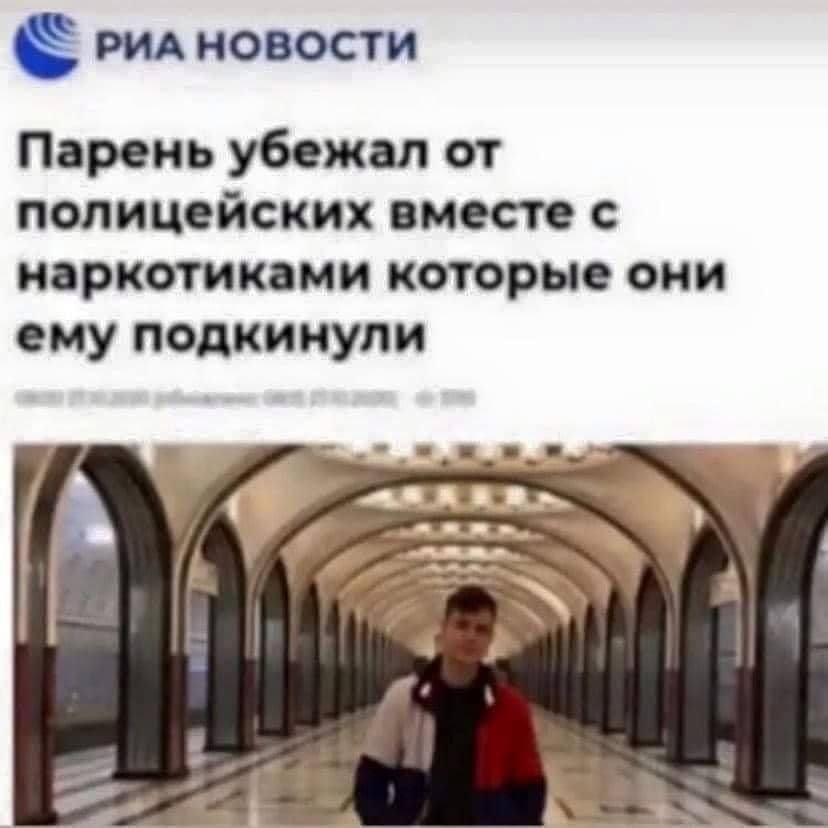 РИА НОВОСТИ
Парень убежал от
полицейских вместе с
наркотиками которые они
ему подкинули